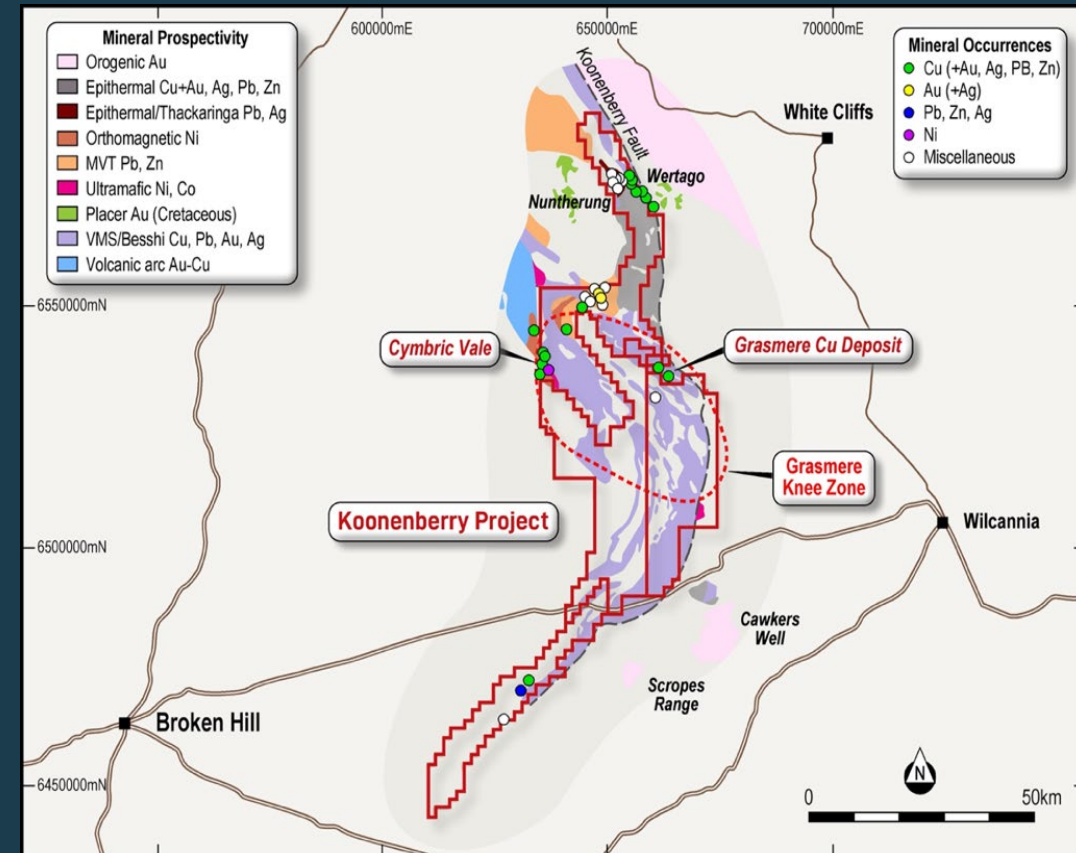 600000mE
650000mE
700000mE
Mineral Prospectivity
Orogenic Au
Epithermal Cu+Au, Ag, Pb, Zn
Epithermal/Thackaringa Pb, Ag
Orthomagnetic Ni
MVT Pb, Zn
Ultramafic Ni, Co
Placer Au (Cretaceous)
VMS/Besshi Cu, Pb, Au, Ag
Volcanic arc Au-Cu
Mineral Occurrences
Cu (+Au, Ag, PB, Zn)
Au (+Ag)
Pb, Zn, Ag
Ni
Miscellaneous
Koonenberry Fault
White Cliffs
Wertago
Nuntherung
6550000mN
Cymbric Vale
Grasmere Cu Deposit
Grasmere
Knee Zone
Koonenberry Project
Wilcannia
6500000mN
Cawkers
Well
Scropes
Range
Broken Hill
6450000mN
N
0
50km